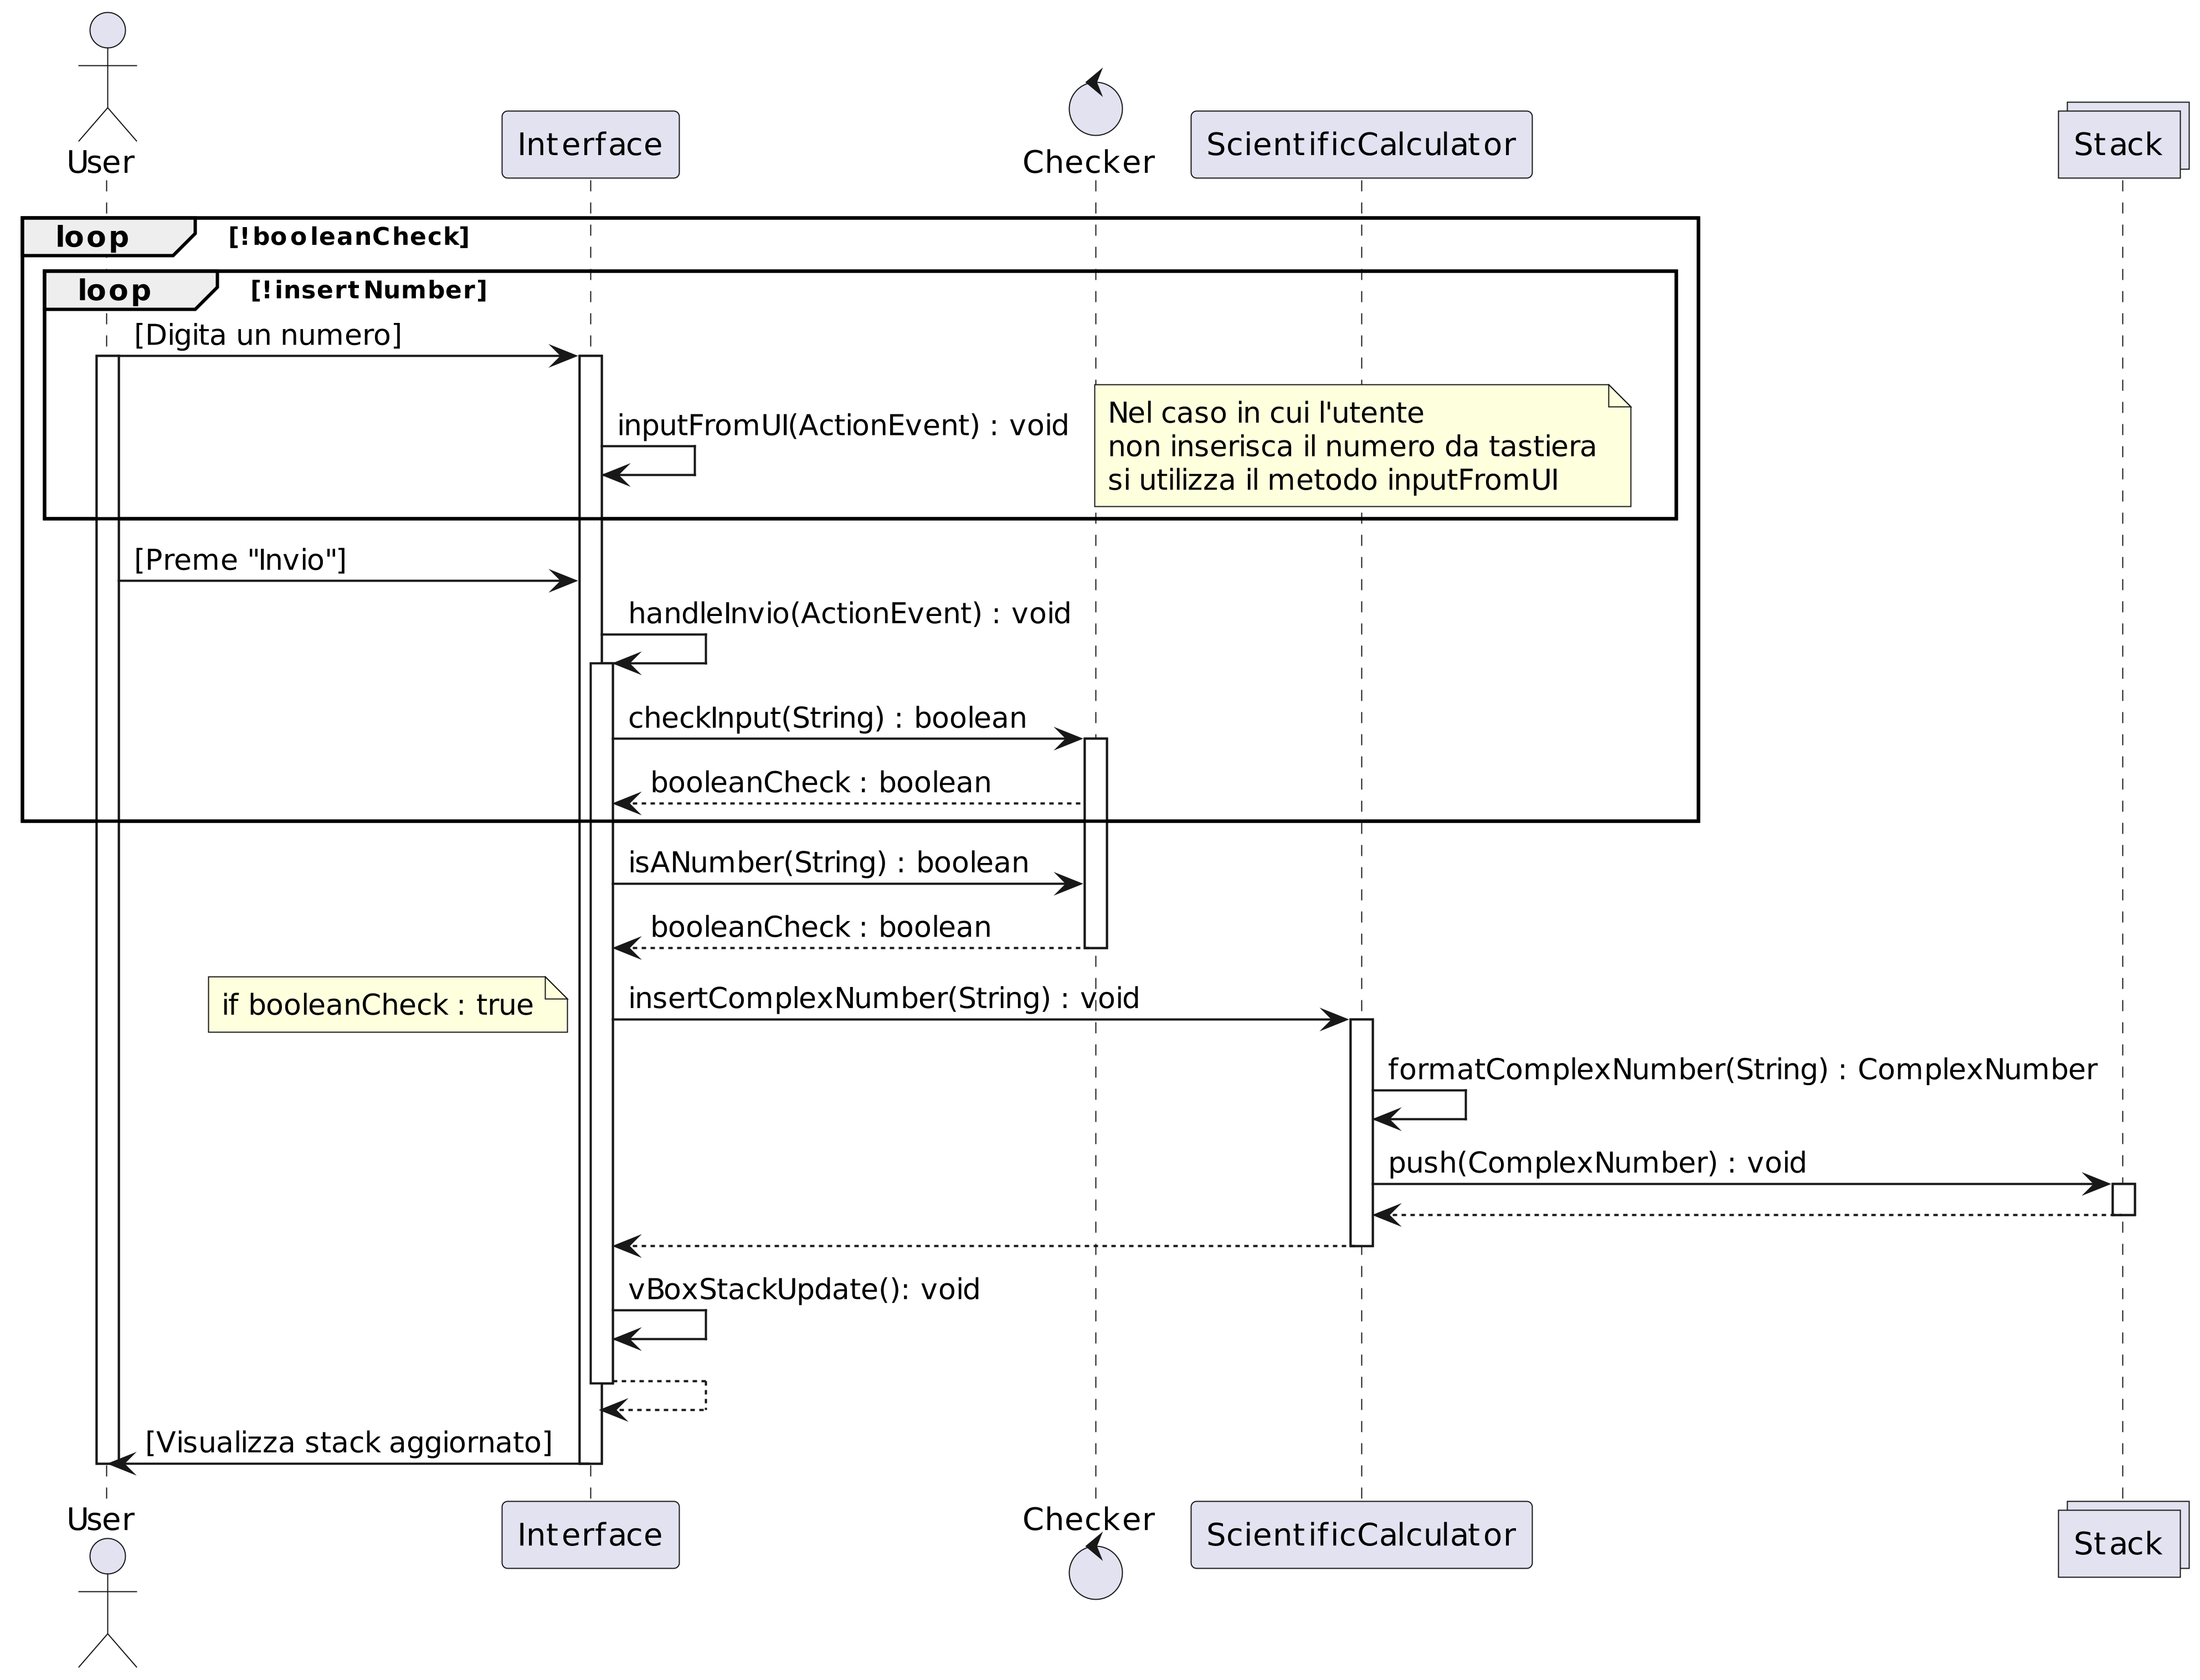 User
Interface
Checker
ScientificCalculator
Stack
loop [!booleanCheck]
loop [!insertNumber]
[Digita un numero]
inputFromUI(ActionEvent) : void
Nel caso in cui l'utente
non inserisca il numero da tastiera
si utilizza il metodo inputFromUI
[Preme "Invio"]
handleInvio(ActionEvent) : void
checkInput(String) : boolean
booleanCheck : boolean
isANumber(String) : boolean
booleanCheck : boolean
if booleanCheck : true
insertComplexNumber(String) : void
formatComplexNumber(String) : ComplexNumber
push(ComplexNumber) : void
vBoxStackUpdate(): void
[Visualizza stack aggiornato]
User
Interface
Checker
ScientificCalculator
Stack